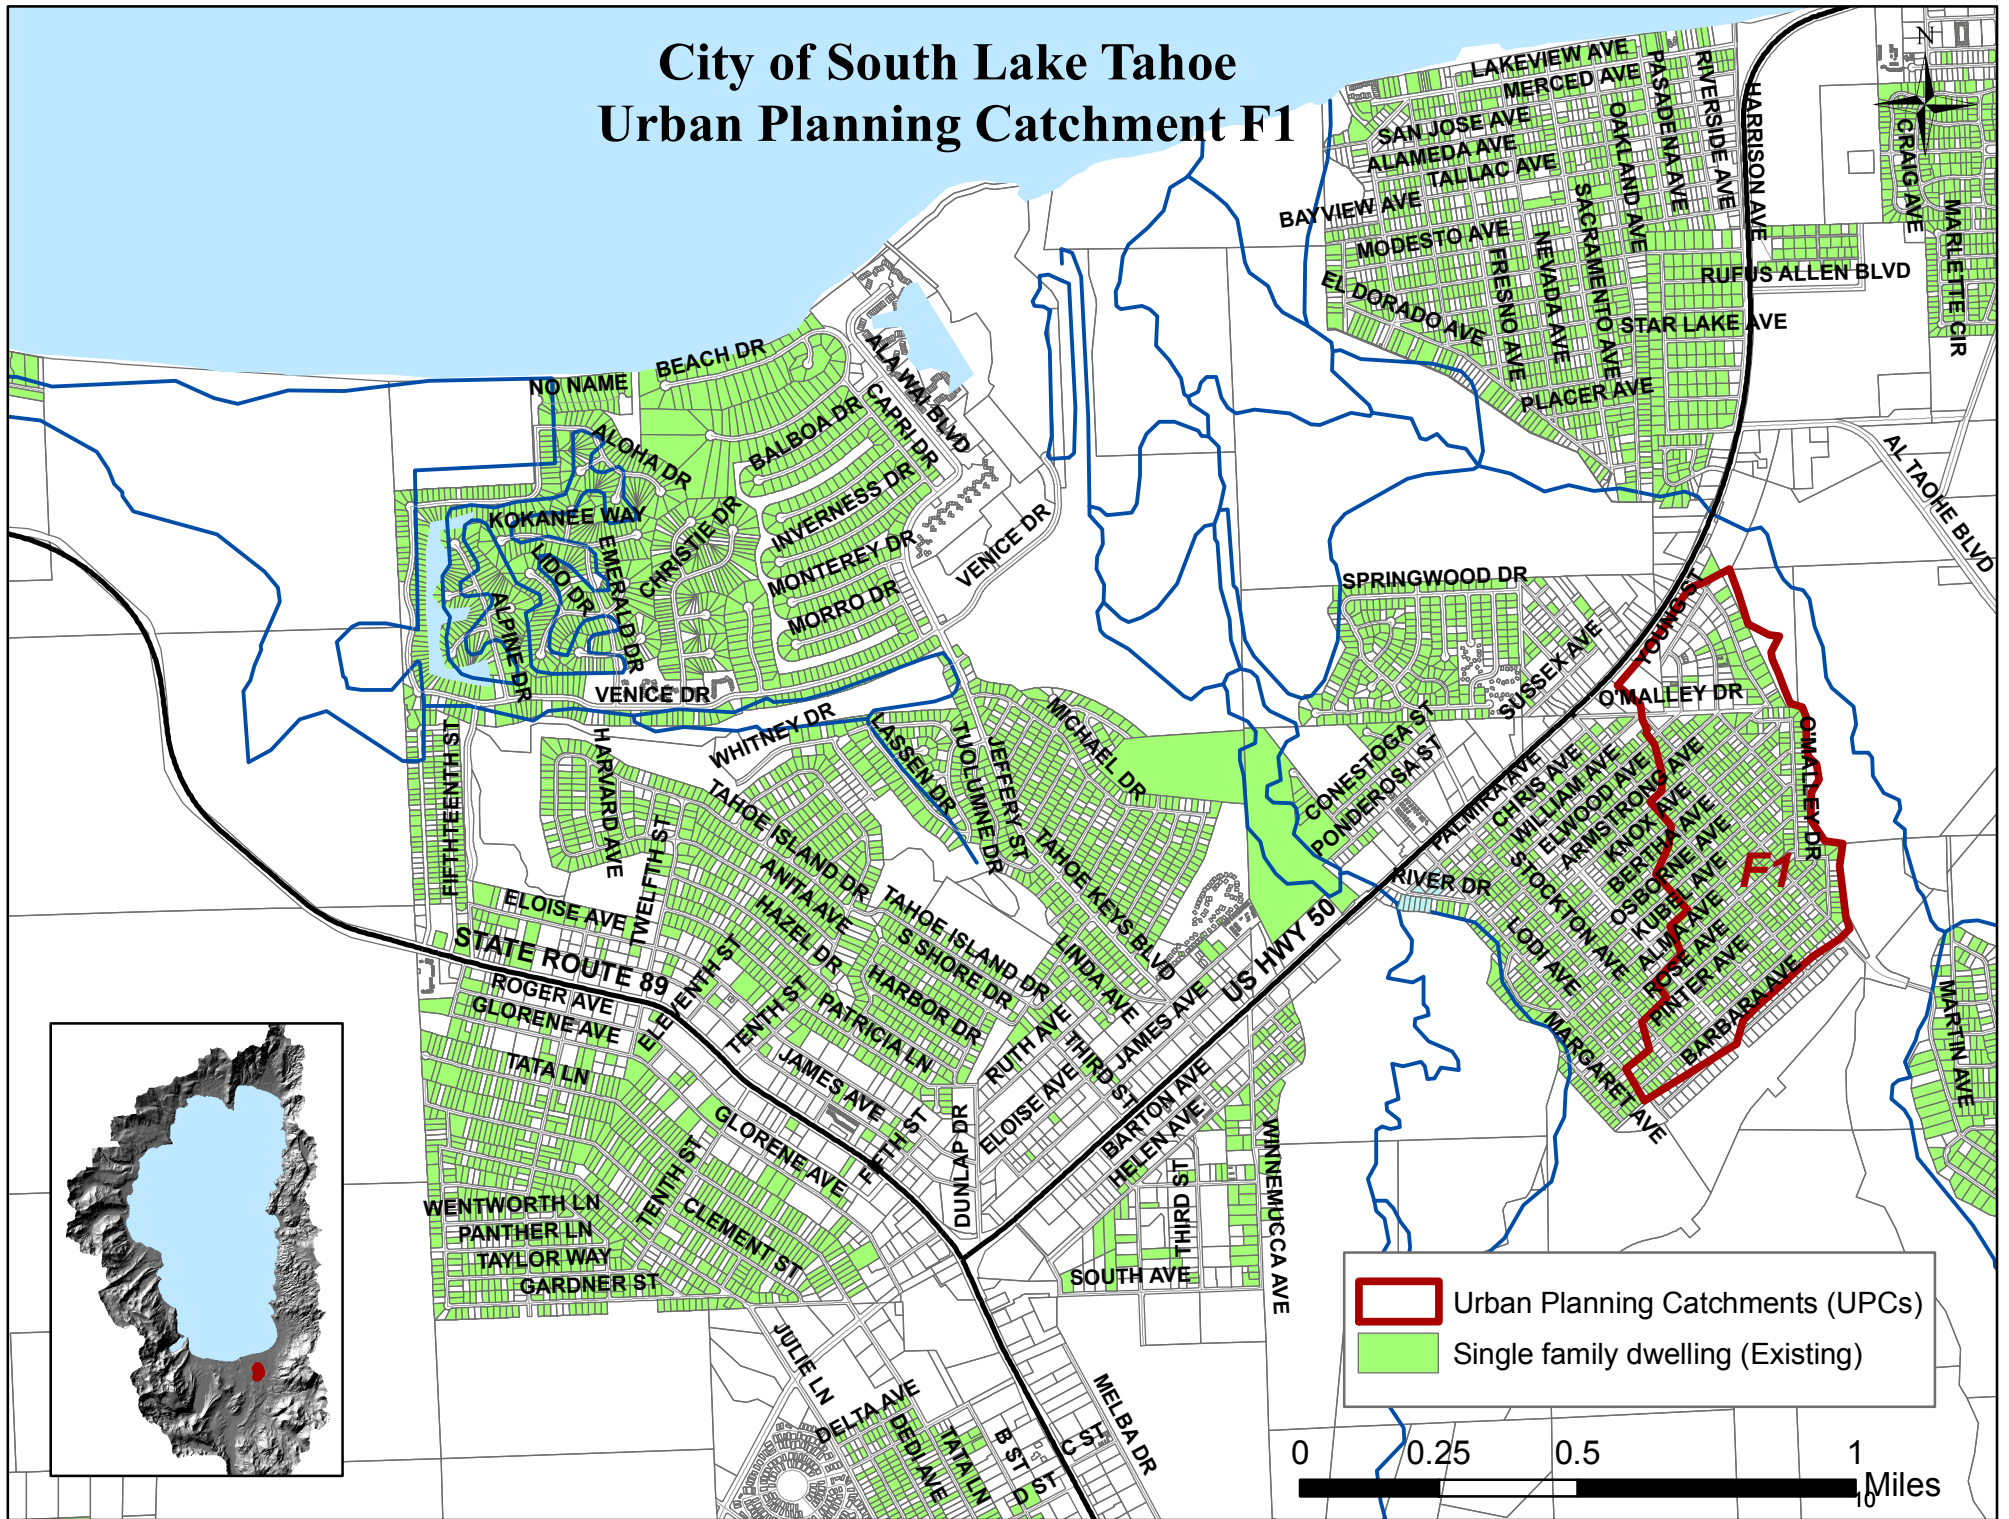 City of South Lake Tahoe
Urban Planning Catchment F1
N
LAKEVIEW AVE
MERCED AVE
SAN JOSE AVE
ALAMEDA AVE
TALLAC AVE
BAYVIEW AVE
MODESTO AVE
EL DORADO AVE
FRESNO AVE
NEVADA AVE
SACRAMENTO AVE
OAKLAND AVE
PASADENA AVE
RIVERSIDE AVE
HARRISON AVE
CRAIG AVE
MARLETTE CIR
RUFUS ALLEN BLVD
STAR LAKE AVE
PLACER AVE
AL TAOHE BLVD
BEACH DR
NO NAME
ALA WAI BLVD
CAPRI DR
BALBOA DR
ALOHA DR
INVERNESS DR
KOKANEE WAY
CHRISTIE DR
EMERALD DR
LIDO DR
ALPINE DR
MONTEREY DR
MORRO DR
VENICE DR
VENICE DR
SPRINGWOOD DR
YOUNG ST
SUSSEX AVE
O'MALLEY DR
O'MALLEY DR
CONESTOGA ST
PONDEROSA ST
PALMIRA AVE
CHRIS AVE
WILLIAM AVE
ELWOOD AVE
ARMSTRONG AVE
KNOX AVE
BERTHA AVE
OSBORNE AVE
KUBEL AVE
ALMA AVE
ROSE AVE
PINTER AVE
BARBARA AVE
F1
STOCKTON AVE
LODI AVE
MARGARET AVE
RIVER DR
MARTIN AVE
WHITNEY DR
LASSEN DR
TUOLUMNE DR
JEFFERY ST
MICHAEL DR
FIFTHTEENTH ST
HARVARD AVE
TAHOE ISLAND DR
TWELFTH ST
ANITA AVE
HAZEL DR
TAHOE ISLAND DR
S SHORE DR
HARBOR DR
TAHOE KEYS BLVD
LINDA AVE
ELOISE AVE
STATE ROUTE 89
ROGER AVE
GLORENE AVE
ELEVENTH ST
TENTH ST
PATRICIA LN
RUTH AVE
THIRD ST
JAMES AVE
US HWY 50
TATA LN
JAMES AVE
ELOISE AVE
BARTON AVE
HELEN AVE
GLORENE AVE
FIFTH ST
DUNLAP DR
TENTH ST
CLEMENT ST
WENTWORTH LN
PANTHER LN
TAYLOR WAY
GARDNER ST
THIRD ST
SOUTH AVE
WINNEMUCCA AVE
JULIE LN
DELTA AVE
DEDI AVE
TATA LN
B ST
C ST
D ST
MELBA DR
Urban Planning Catchments (UPCs)
Single family dwelling (Existing)
0 0.25 0.5 1
Miles
10